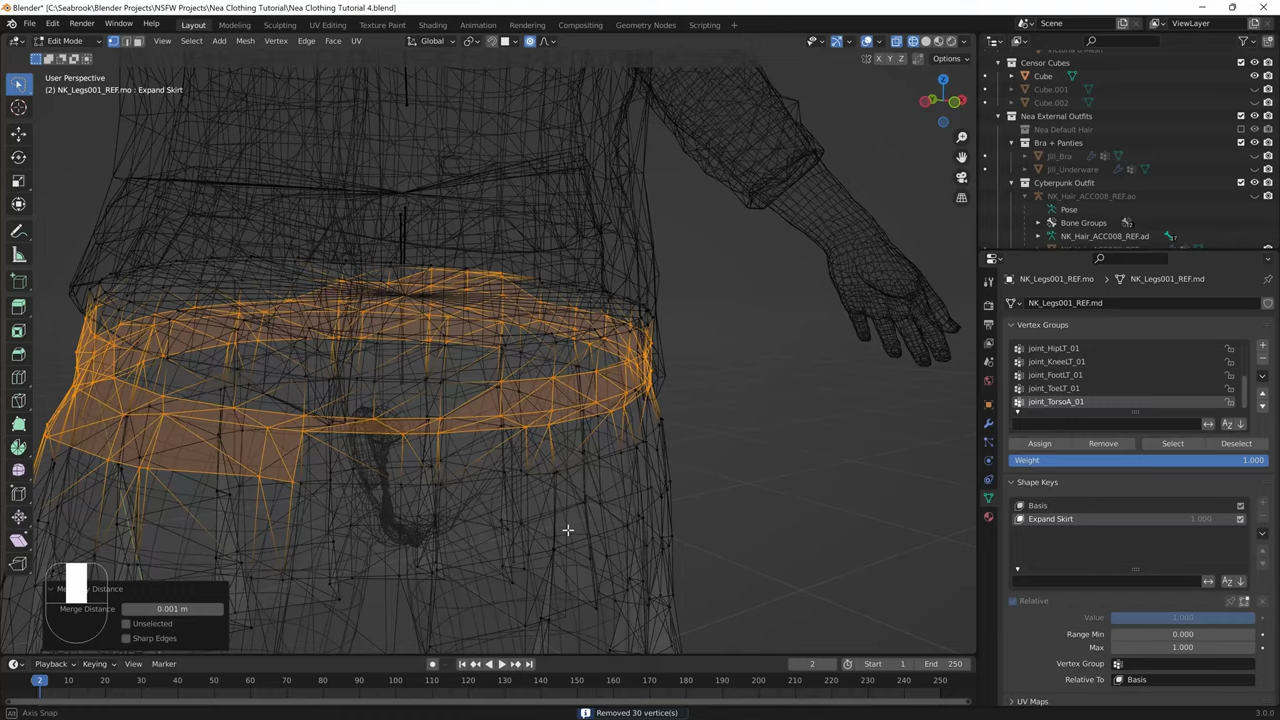 Blender* [C:\Seabrook\Blender Projects\NSFW Projects\Nea Clothing Tutorial\Nea Clothing Tutorial 4.blend]
File Edit Render Window Help Layout Modeling Sculpting UV Editing Texture Paint Shading Animation Rendering Compositing Geometry Nodes Scripting Scene ViewLayer
Edit Mode View Select Add Mesh Vertex Edge Face UV Global
X Y Z Options
User Perspective
(2) NK_Legs001_REF.mo : Expand Skirt
Z
Censor Cubes
Cube
Cube.001
Cube.002
Nea External Outfits
Nea Default Hair
Bra + Panties
Jill_Bra
Jill_Underware
Cyberpunk Outfit
NK_Hair_ACC008_REF.ao
Pose
Bone Groups
NK_Hair_ACC008_REF.ad
NK_Legs001_REF.mo NK_Legs001_REF.md
NK_Legs001_REF.md
Vertex Groups
joint_HipLT_01
joint_KneeLT_01
joint_FootLT_01
joint_ToeLT_01
joint_TorsoA_01
Assign Remove Select Deselect
Weight 1.000
Shape Keys
Basis
Expand Skirt 1.000
Relative
Value 1.000
Range Min 0.000
Max 1.000
Vertex Group
Relative To Basis
UV Maps
Distance
Merge Distance 0.001 m
Unselected
Sharp Edges
Playback Keying View Marker 2 Start 1 End 250
2 10 20 30 40 50 60 70 80 90 100 110 120 130 140 150 160 170 180 190 200 210 220 230 240 250
Axis Snap Removed 30 vertice(s) 3.0.0